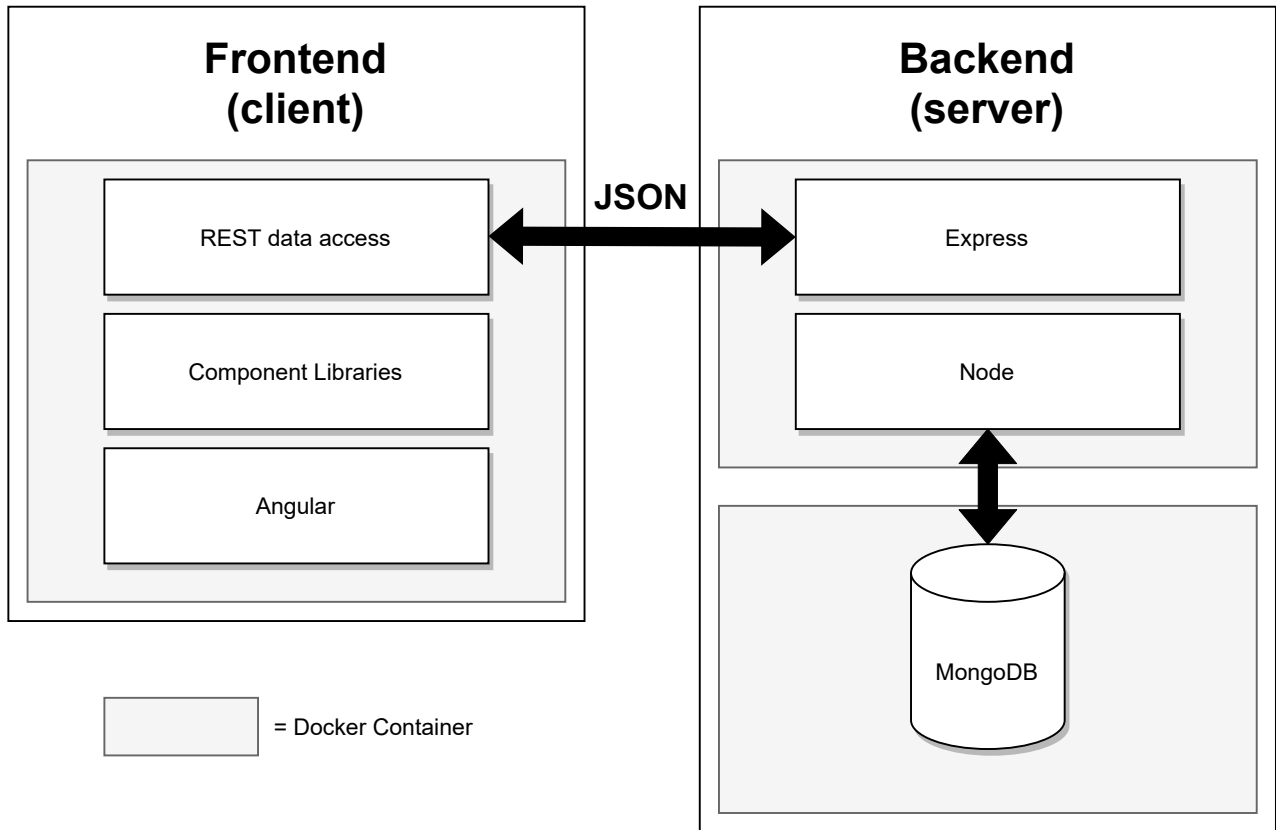 Frontend
(client)
REST data access
Component Libraries
Angular
JSON
Backend
(server)
Express
Node
MongoDB
= Docker Container